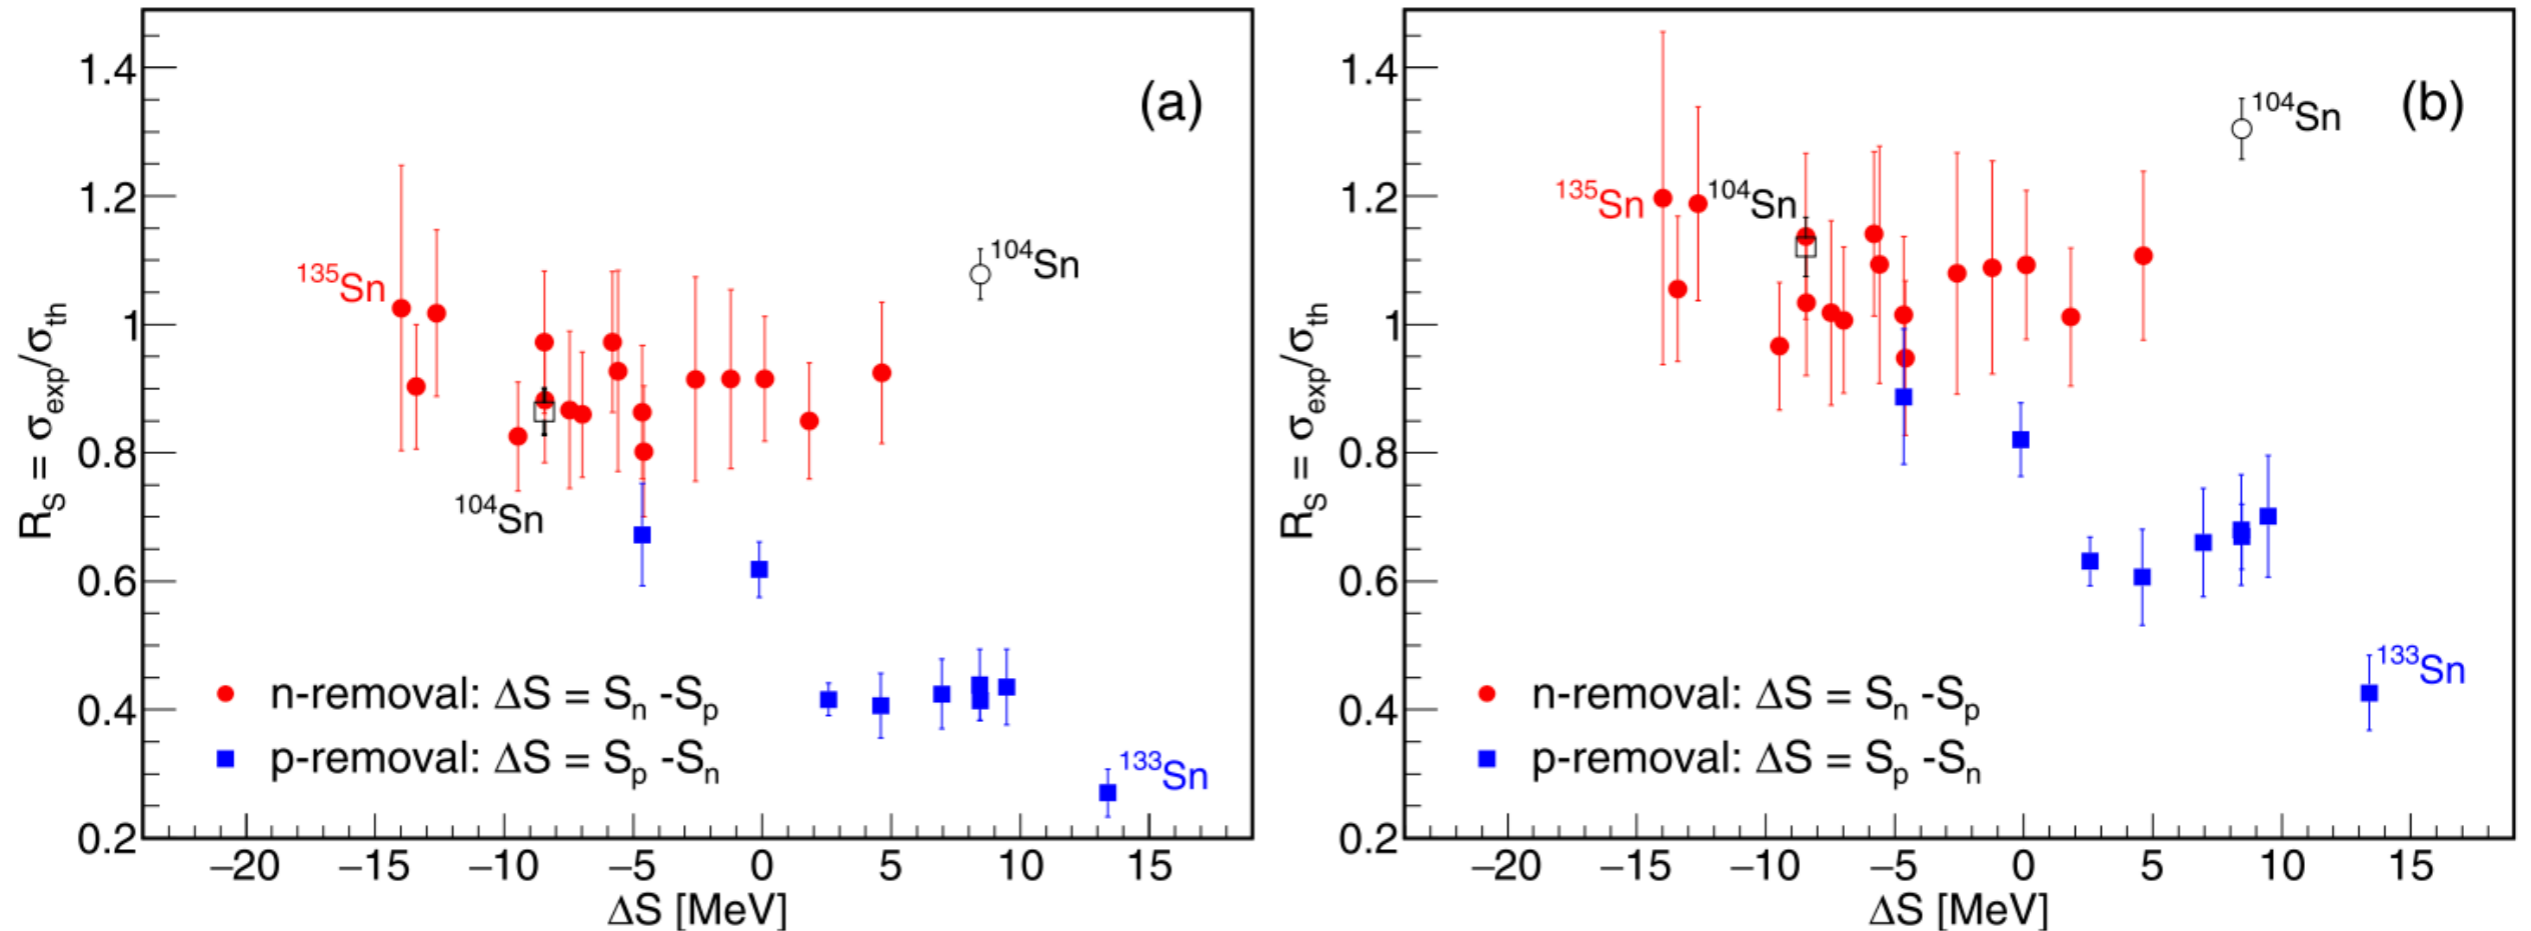 (a)
1.4
1.2
1
0.8
0.6
0.4
0.2
R_S = σ_exp/σ_th
¹³⁵Sn
¹⁰⁴Sn
¹⁰⁴Sn
n-removal: ΔS = S_n -S_p
p-removal: ΔS = S_p -S_n
¹³³Sn
−20 −15 −10 −5 0 5 10 15
ΔS [MeV]
(b)
1.4
1.2
1
0.8
0.6
0.4
0.2
R_S = σ_exp/σ_th
¹⁰⁴Sn
¹³⁵Sn
¹⁰⁴Sn
n-removal: ΔS = S_n -S_p
p-removal: ΔS = S_p -S_n
¹³³Sn
−20 −15 −10 −5 0 5 10 15
ΔS [MeV]